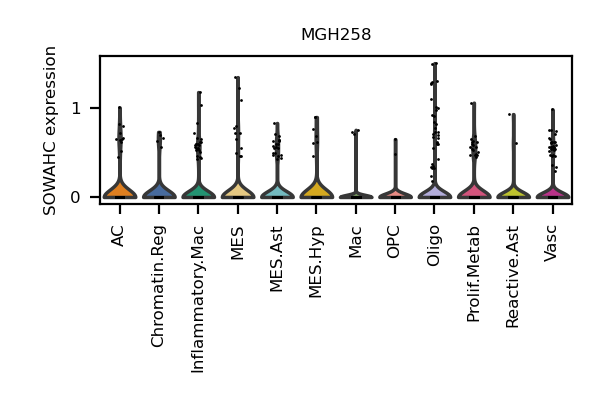 MGH258
SOWAHC expression
1
0
AC
Chromatin.Reg
Inflammatory.Mac
MES
MES.Ast
MES.Hyp
Mac
OPC
Oligo
Prolif.Metab
Reactive.Ast
Vasc